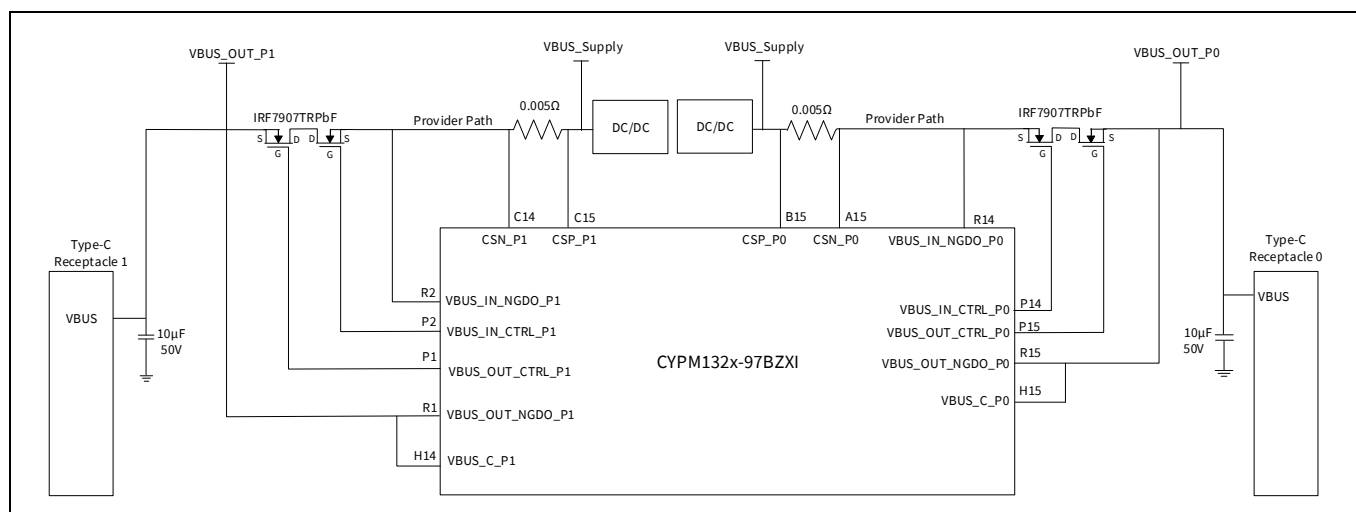 VBUS_Supply
VBUS_Supply
VBUS_OUT_P1
VBUS_OUT_P0
IRF7907TRPbF
0.005Ω
0.005Ω
IRF7907TRPbF
Provider Path
DC/DC
DC/DC
Provider Path
S D D S
G G
S D D S
G G
C14 C15 B15 A15 R14
CSN_P1 CSP_P1 CSP_P0 CSN_P0 VBUS_IN_NGDO_P0
Type-C
Receptacle 1
VBUS
10µF
50V
Type-C
Receptacle 0
VBUS
10µF
50V
R2 VBUS_IN_NGDO_P1
P2 VBUS_IN_CTRL_P1
P1 VBUS_OUT_CTRL_P1
R1 VBUS_OUT_NGDO_P1
H14 VBUS_C_P1
CYPM132x-97BZXI
VBUS_IN_CTRL_P0 P14
VBUS_OUT_CTRL_P0 P15
VBUS_OUT_NGDO_P0 R15
VBUS_C_P0 H15